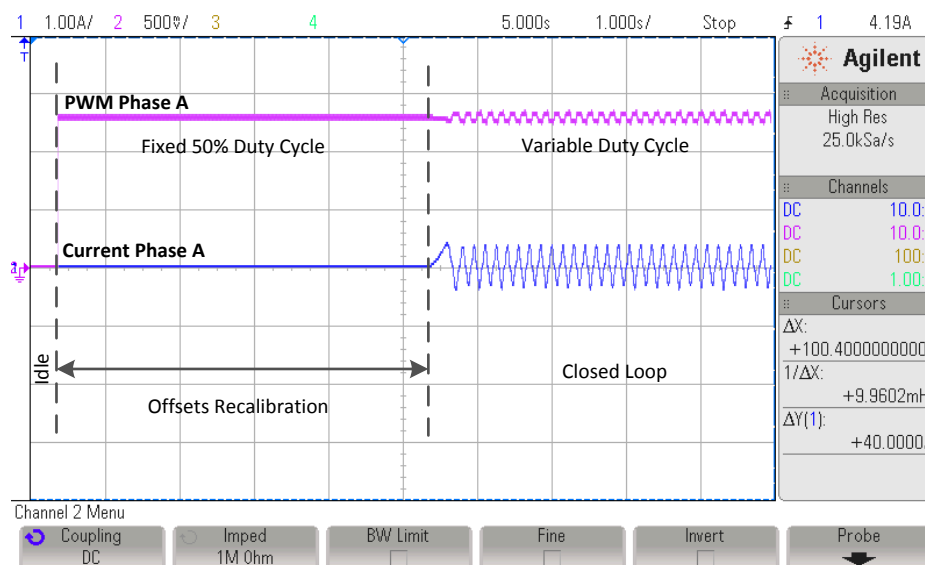 1 1.00A/ 2 500mV/ 3 4 5.000s 1.000s/ Stop 1 4.19A
T
Agilent
Acquisition
High Res
25.0kSa/s
Channels
DC 10.0:
DC 10.0:
DC 100:
DC 1.00:
Cursors
ΔX:
+100.4000000000
1/ΔX:
+9.9602mH
ΔY(1):
+40.0000
PWM Phase A
Fixed 50% Duty Cycle
Variable Duty Cycle
Current Phase A
Idle
Closed Loop
Offsets Recalibration
Channel 2 Menu
Coupling
DC
Imped
1M Ohm
BW Limit
Fine
Invert
Probe